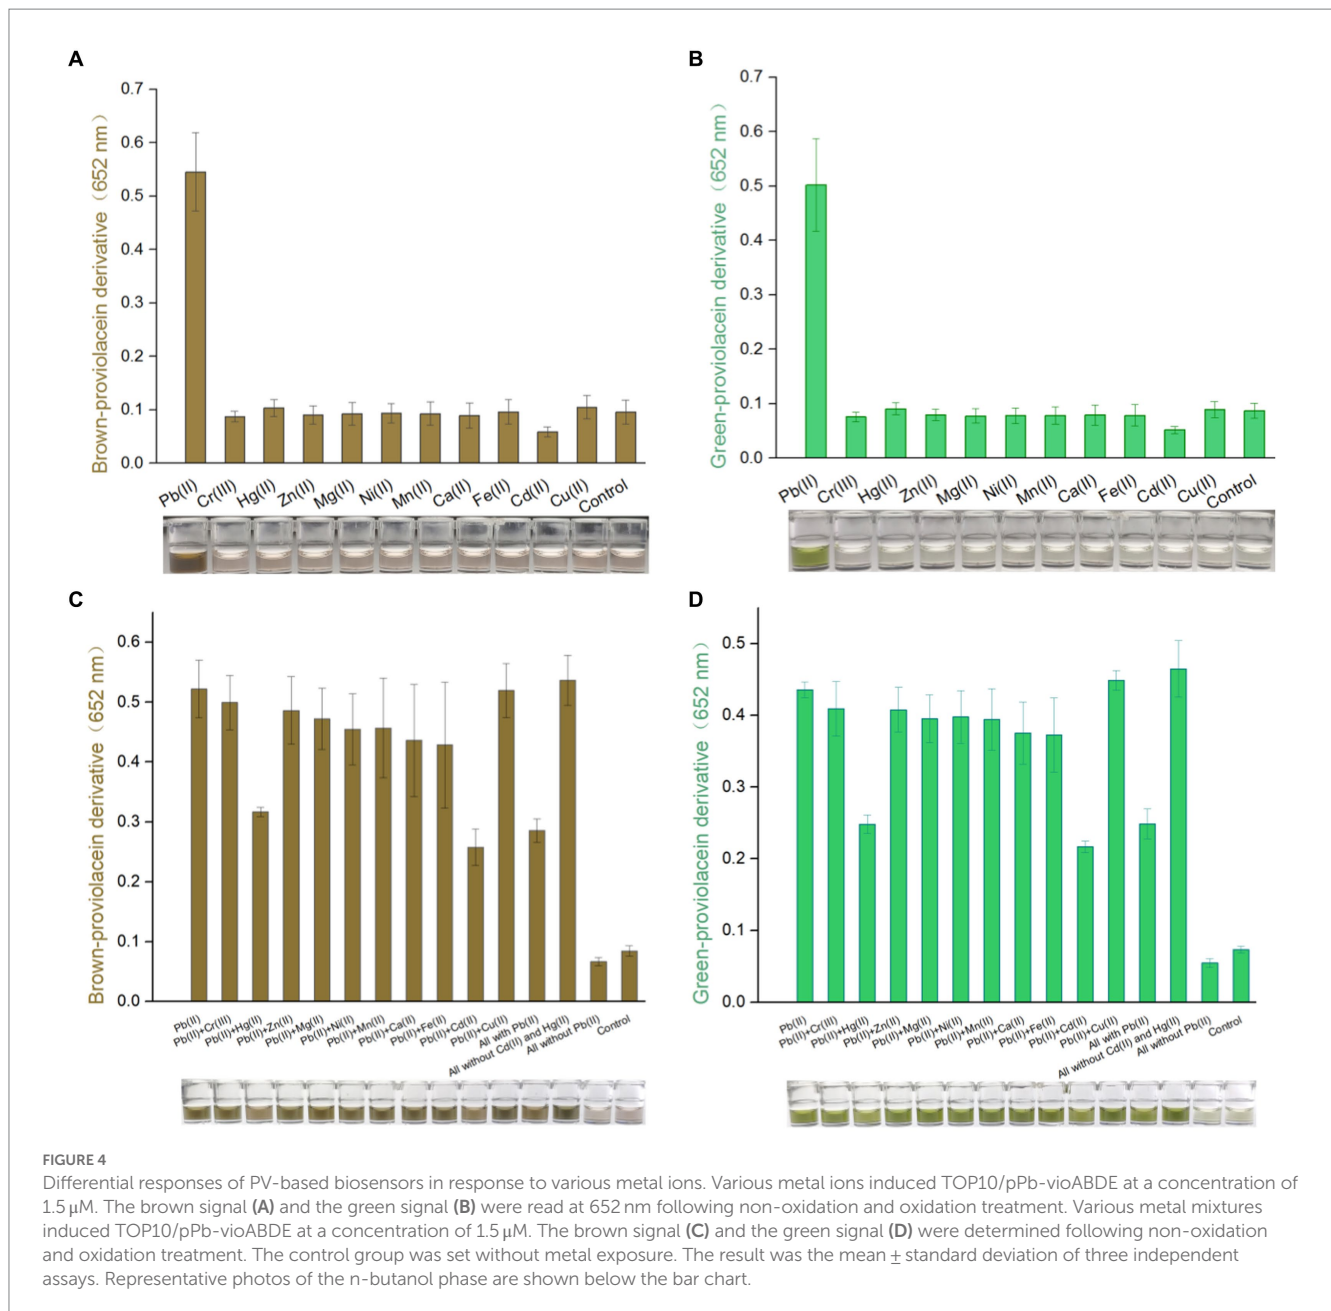 A
Brown-proviolacein derivative（652 nm）
0.7
0.6
0.5
0.4
0.3
0.2
0.1
0.0
Pb(II)
Cr(III)
Hg(II)
Zn(II)
Mg(II)
Ni(II)
Mn(II)
Ca(II)
Fe(II)
Cd(II)
Cu(II)
Control
B
Green-proviolacein derivative（652 nm）
0.7
0.6
0.5
0.4
0.3
0.2
0.1
0.0
Pb(II)
Cr(III)
Hg(II)
Zn(II)
Mg(II)
Ni(II)
Mn(II)
Ca(II)
Fe(II)
Cd(II)
Cu(II)
Control
C
Brown-proviolacein derivative（652 nm）
0.6
0.5
0.4
0.3
0.2
0.1
0.0
Pb(II)
Pb(II)+Cr(III)
Pb(II)+Hg(II)
Pb(II)+Zn(II)
Pb(II)+Mg(II)
Pb(II)+Ni(II)
Pb(II)+Mn(II)
Pb(II)+Ca(II)
Pb(II)+Fe(II)
Pb(II)+Cd(II)
Pb(II)+Cu(II)
All with Pb(II)
All without Cd(II) and Hg(II)
All without Pb(II)
Control
D
Green-proviolacein derivative（652 nm）
0.5
0.4
0.3
0.2
0.1
0.0
Pb(II)
Pb(II)+Cr(III)
Pb(II)+Hg(II)
Pb(II)+Zn(II)
Pb(II)+Mg(II)
Pb(II)+Ni(II)
Pb(II)+Mn(II)
Pb(II)+Ca(II)
Pb(II)+Fe(II)
Pb(II)+Cd(II)
Pb(II)+Cu(II)
All with Pb(II)
All without Cd(II) and Hg(II)
All without Pb(II)
Control
FIGURE 4
Differential responses of PV-based biosensors in response to various metal ions. Various metal ions induced TOP10/pPb-vioABDE at a concentration of
1.5 μM. The brown signal (A) and the green signal (B) were read at 652 nm following non-oxidation and oxidation treatment. Various metal mixtures
induced TOP10/pPb-vioABDE at a concentration of 1.5 μM. The brown signal (C) and the green signal (D) were determined following non-oxidation
and oxidation treatment. The control group was set without metal exposure. The result was the mean ± standard deviation of three independent
assays. Representative photos of the n-butanol phase are shown below the bar chart.